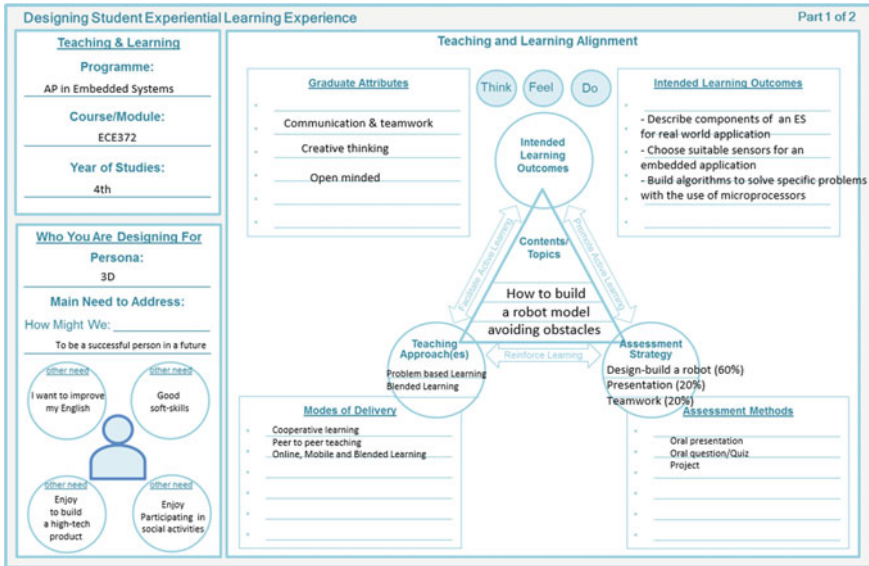 Designing Student Experiential Learning Experience
Part 1 of 2
Teaching & Learning
Programme:
AP in Embedded Systems
Course/Module:
ECE372
Year of Studies:
4th
Who You Are Designing For
Persona:
3D
Main Need to Address:
How Might We:
To be a successful person in a future
other need
I want to improve
my English
other need
Good
soft-skills
other need
Enjoy
to build
a high-tech
product
other need
Enjoy
Participating in
social activities
Teaching and Learning Alignment
Graduate Attributes
Communication & teamwork
Creative thinking
Open minded
Think
Feel
Do
Intended
Learning
Outcomes
Intended Learning Outcomes
- Describe components of an ES
for real world application
- Choose suitable sensors for an
embedded application
- Build algorithms to solve specific problems
with the use of microprocessors
Facilitate Active Learning
Promote Active Learning
Contents/
Topics
How to build
a robot model
avoiding obstacles
Teaching
Approach(es)
Problem based Learning
Blended Learning
Reinforce Learning
Assessment
Strategy
Design-build a robot (60%)
Presentation (20%)
Teamwork (20%)
Modes of Delivery
Cooperative learning
Peer to peer teaching
Online, Mobile and Blended Learning
Assessment Methods
Oral presentation
Oral question/Quiz
Project